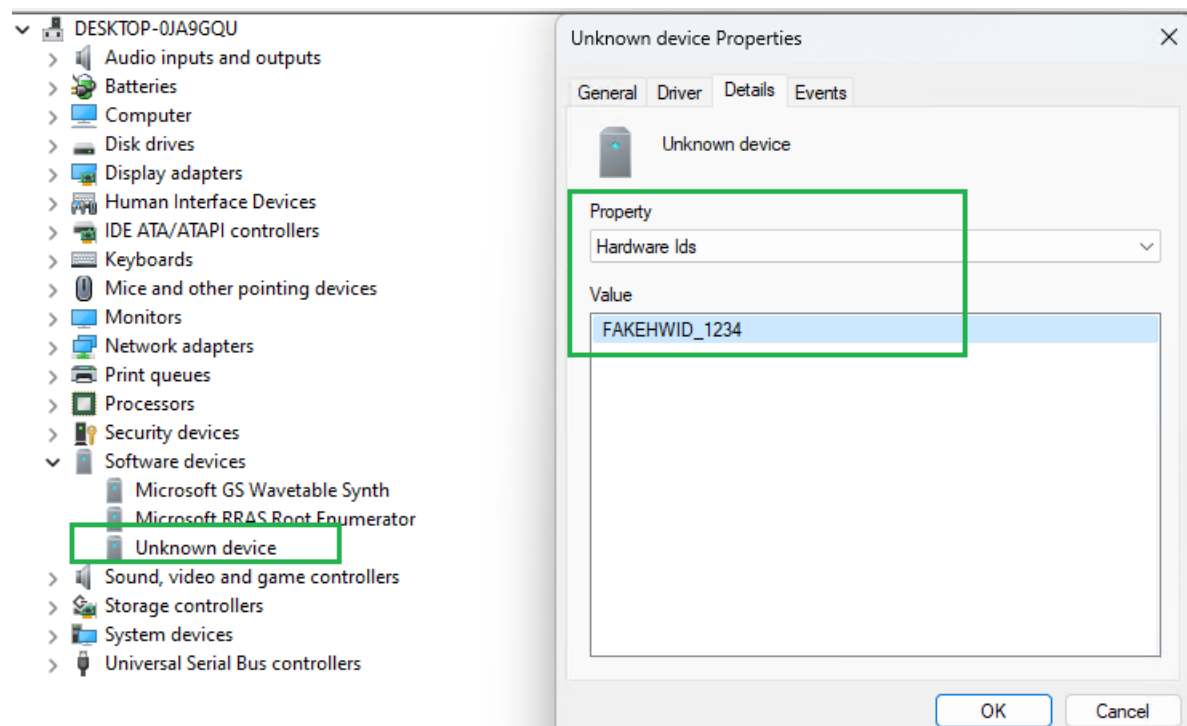 DESKTOP-0JA9GQU
Audio inputs and outputs
Batteries
Computer
Disk drives
Display adapters
Human Interface Devices
IDE ATA/ATAPI controllers
Keyboards
Mice and other pointing devices
Monitors
Network adapters
Print queues
Processors
Security devices
Software devices
Microsoft GS Wavetable Synth
Microsoft RRAS Root Enumerator
Unknown device
Sound, video and game controllers
Storage controllers
System devices
Universal Serial Bus controllers
Unknown device Properties
General Driver Details Events
Unknown device
Property
Hardware Ids
Value
FAKEHWID_1234
OK Cancel